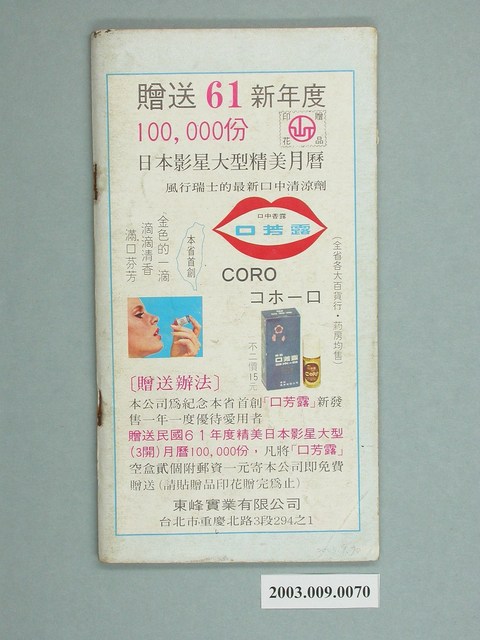 贈送61新年度
100,000份
印花
贈品
日本影星大型精美月曆
風行瑞士的最新口中清涼劑
口中香露
口芳露
金色的一滴
滴滴清香
滿口芬芳
本省首創
CORO
コホーロ
(全省各大百貨行・葯房均售)
口芳露
不二價15元
〔贈送辦法〕
本公司爲紀念本省首創「口芳露」新發
售一年一度優待愛用者
贈送民國61年度精美日本影星大型
(3開)月曆100,000份，凡將「口芳露」
空盒貳個附郵資一元寄本公司即免費
贈送(請貼贈品印花贈完爲止)
東峰實業有限公司
台北市重慶北路3段294之1
2003.009.0070